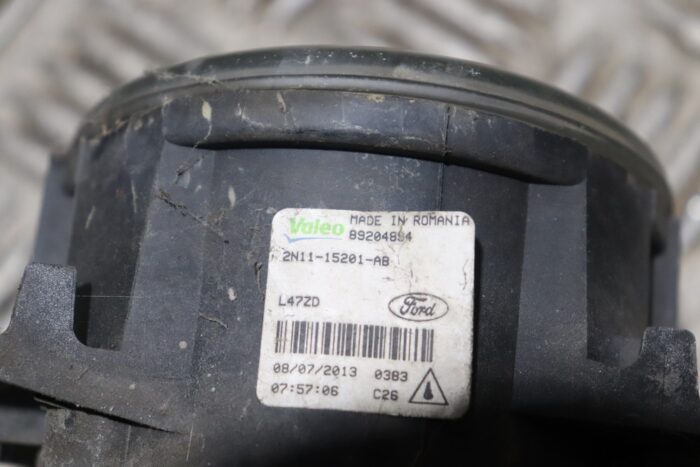 Valeo MADE IN ROMANIA
89204894
2N11-15201-AB
L47ZD Ford
08/07/2013 0383
07:57:06 C26